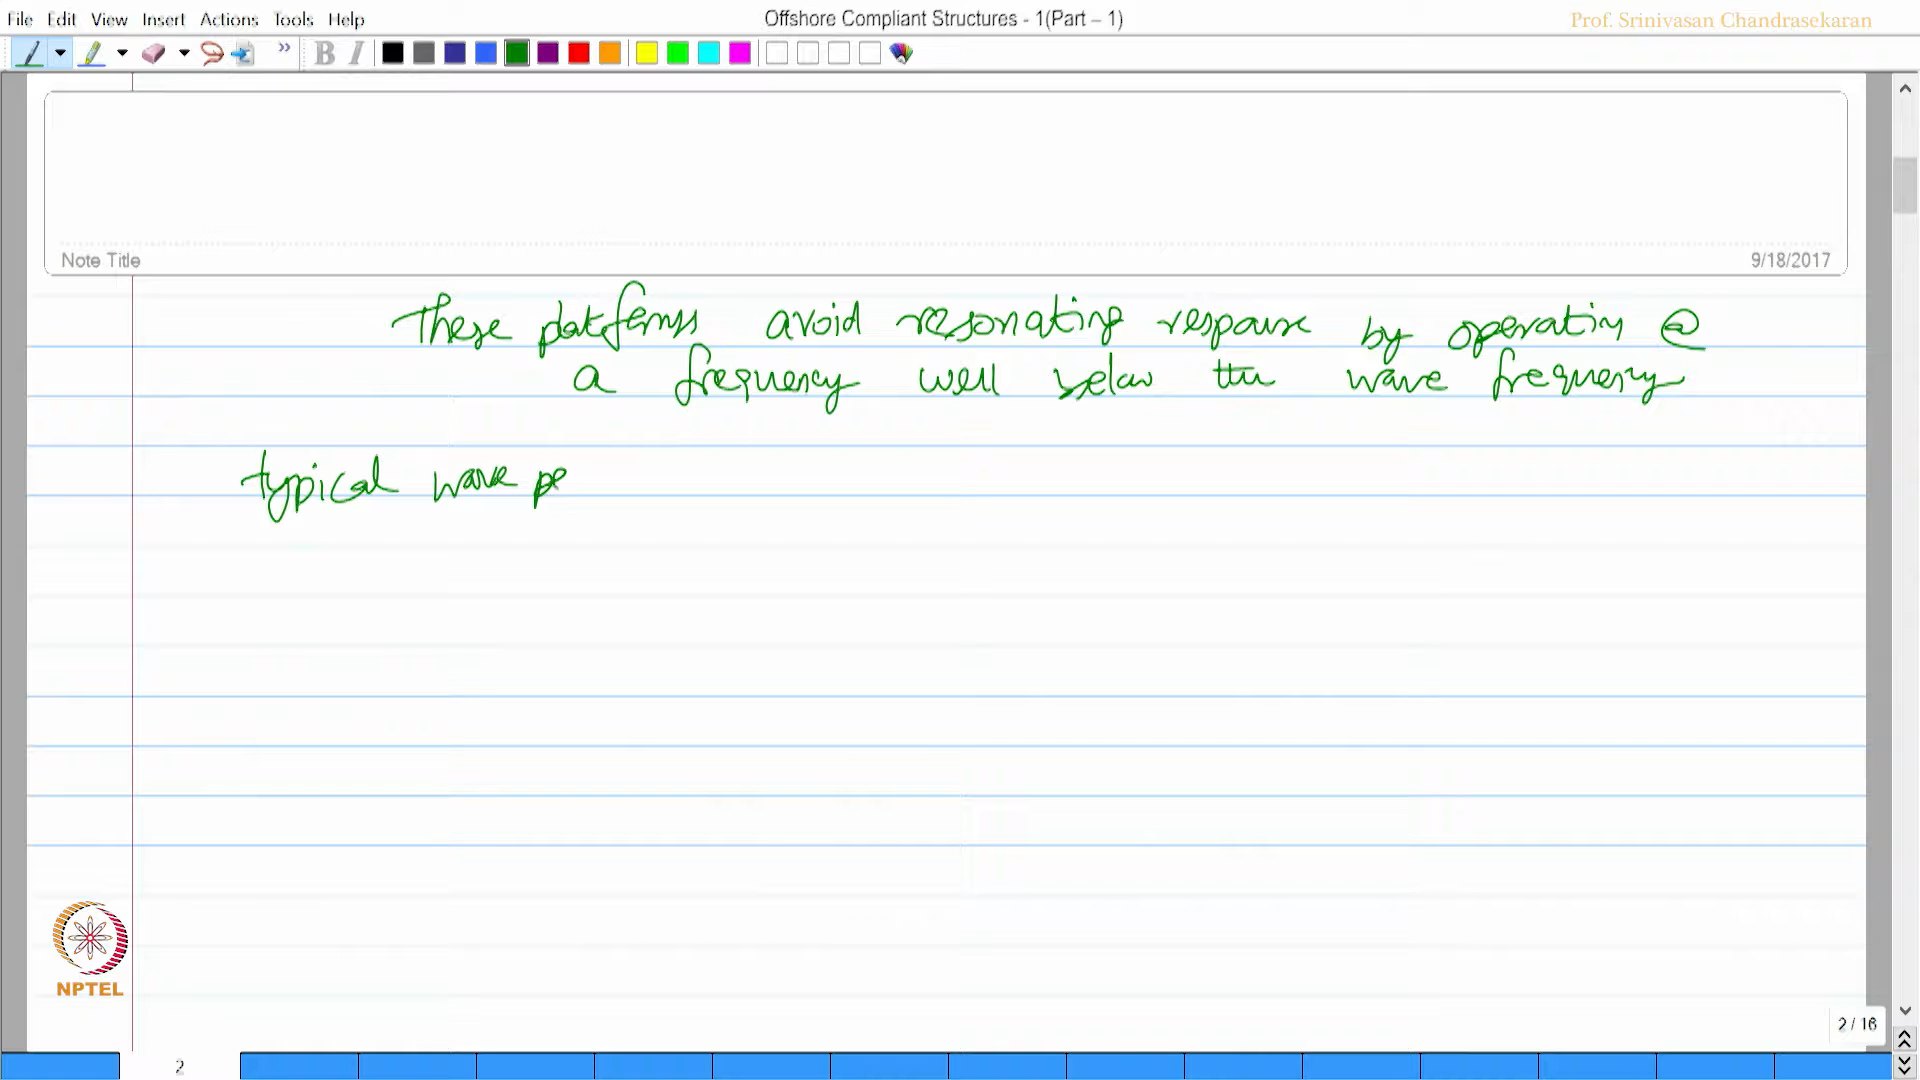 File Edit View Insert Actions Tools Help
Offshore Compliant Structures - 1(Part – 1)
Prof. Srinivasan Chandrasekaran
B I
Note Title
9/18/2017
These platforms avoid resonating response by operating @
a frequency well below the wave frequency
typical wave pe
NPTEL
2 / 16
2